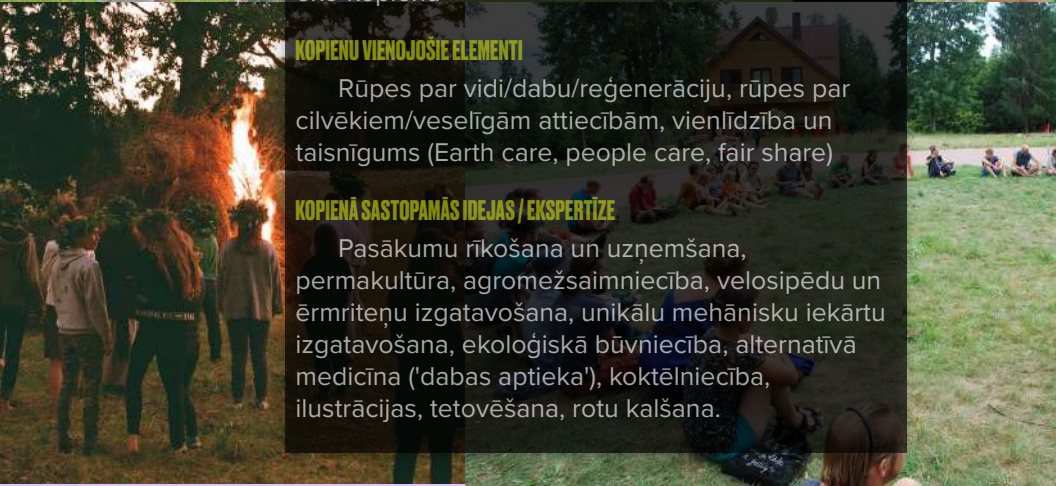 KOPIENU VIENOJOŠIE ELEMENTI
Rūpes par vidi/dabu/reģenerāciju, rūpes par
cilvēkiem/veselīgām attiecībām, vienlīdzība un
taisnīgums (Earth care, people care, fair share)
KOPIENĀ SASTOPAMĀS IDEJAS / EKSPERTĪZE
Pasākumu rīkošana un uzņemšana,
permakultūra, agromežsaimniecība, velosipēdu un
ērmriteņu izgatavošana, unikālu mehānisku iekārtu
izgatavošana, ekoloģiskā būvniecība, alternatīvā
medicīna ('dabas aptieka'), koktēlniecība,
ilustrācijas, tetovēšana, rotu kalšana.